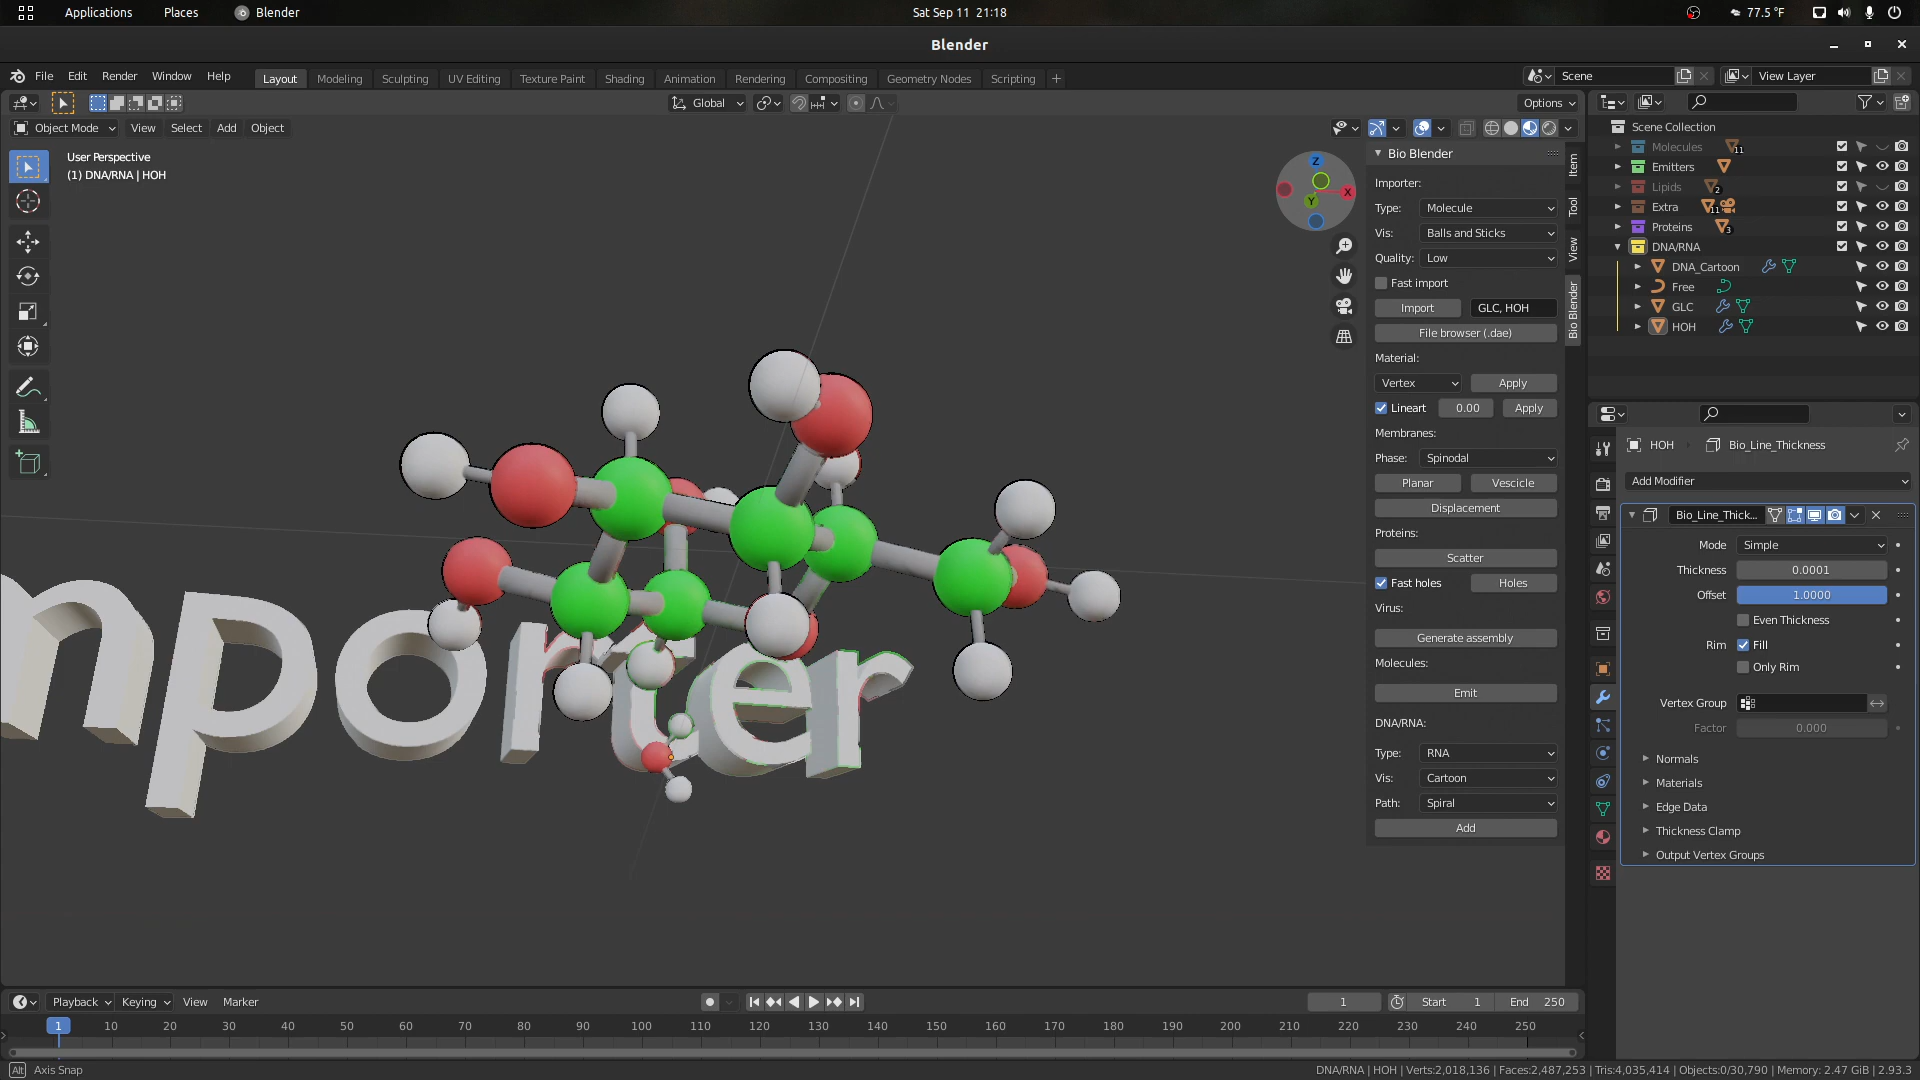 Applications
Places
Blender
Sat Sep 11 21:18
77.5 °F
Blender
File
Edit
Render
Window
Help
Layout
Modeling
Sculpting
UV Editing
Texture Paint
Shading
Animation
Rendering
Compositing
Geometry Nodes
Scripting
+
Scene
View Layer
Global
Options
Object Mode
View
Select
Add
Object
User Perspective
(1) DNA/RNA | HOH
Z
X
Y
Bio Blender
Importer:
Type: Molecule
Vis: Balls and Sticks
Quality: Low
Fast import
Import
GLC, HOH
File browser (.dae)
Material:
Vertex
Apply
Lineart
0.00
Apply
Membranes:
Phase: Spinodal
Planar
Vescicle
Displacement
Proteins:
Scatter
Fast holes
Holes
Virus:
Generate assembly
Molecules:
Emit
DNA/RNA:
Type: RNA
Vis: Cartoon
Path: Spiral
Add
Item
Tool
View
Bio Blender
Scene Collection
Molecules 11
Emitters
Lipids 2
Extra 11
Proteins 3
DNA/RNA
DNA_Cartoon
Free
GLC
HOH
HOH
Bio_Line_Thickness
Add Modifier
Bio_Line_Thick...
Mode Simple
Thickness 0.0001
Offset 1.0000
Even Thickness
Rim Fill
Only Rim
Vertex Group
Factor 0.000
Normals
Materials
Edge Data
Thickness Clamp
Output Vertex Groups
mporter
Playback
Keying
View
Marker
1
Start 1
End 250
1 10 20 30 40 50 60 70 80 90 100 110 120 130 140 150 160 170 180 190 200 210 220 230 240 250
Alt Axis Snap
DNA/RNA | HOH | Verts:2,018,136 | Faces:2,487,253 | Tris:4,035,414 | Objects:0/30,790 | Memory: 2.47 GiB | 2.93.3